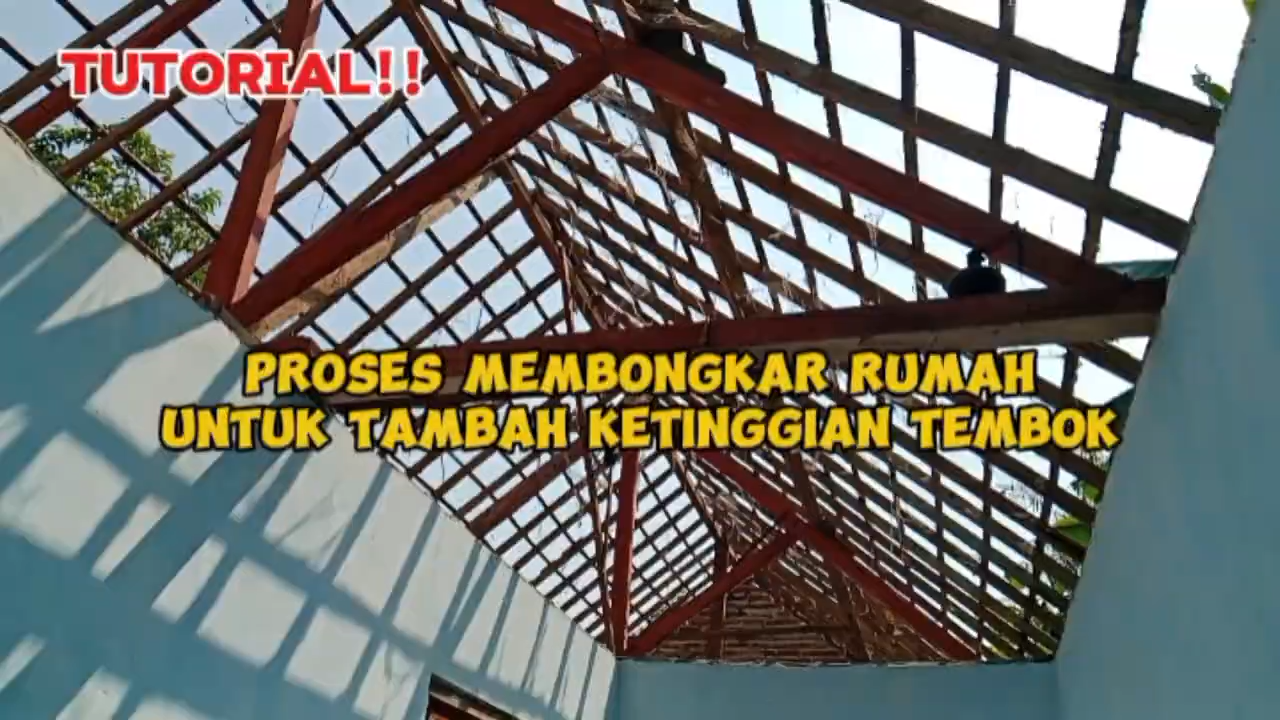 TUTORIAL!!
PROSES MEMBONGKAR RUMAH
UNTUK TAMBAH KETINGGIAN TEMBOK